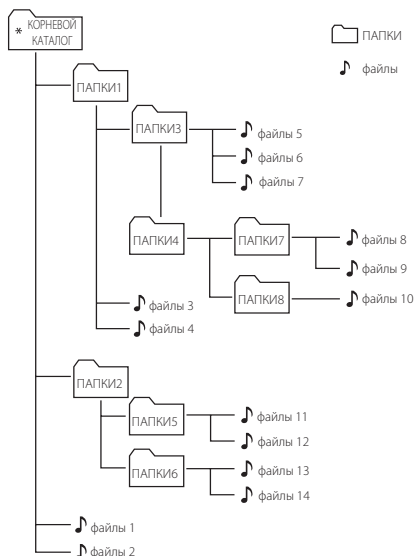 * КОРНЕВОЙ
КАТАЛОГ
ПАПКИ
файлы
ПАПКИ1
ПАПКИ3
файлы 5
файлы 6
файлы 7
ПАПКИ4
ПАПКИ7
файлы 8
файлы 9
ПАПКИ8
файлы 10
файлы 3
файлы 4
ПАПКИ2
ПАПКИ5
файлы 11
файлы 12
ПАПКИ6
файлы 13
файлы 14
файлы 1
файлы 2